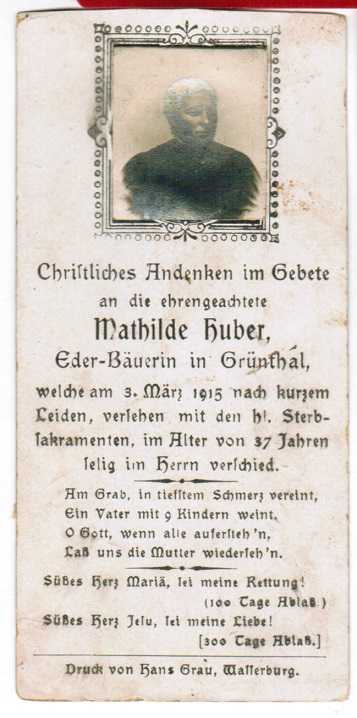 Christliches Andenken im Gebete
an die ehrengeachtete
Mathilde Huber,
Eder-Bäuerin in Grünthal,
welche am 3. März 1915 nach kurzem
Leiden, versehen mit den hl. Sterb-
sakramenten, im Alter von 37 Jahren
selig im Herrn verschied.
Am Grab, in tiefstem Schmerz vereint,
Ein Vater mit 9 Kindern weint.
O Gott, wenn alle aufersteh'n,
Laß uns die Mutter wiederseh'n.
Süßes Herz Mariä, sei meine Rettung!
(100 Tage Ablaß.)
Süßes Herz Jesu, sei meine Liebe!
[300 Tage Ablaß.]
Druck von Hans Grau, Wasserburg.